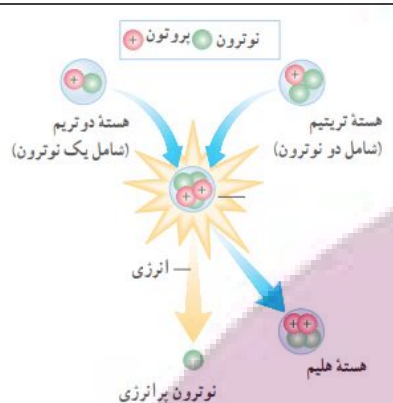 نوترون پروتون
هستهٔ تریتیم
(شامل دو نوترون)
هستهٔ دوتریم
(شامل یک نوترون)
انرژی
هستهٔ هلیم
نوترون پرانرژی